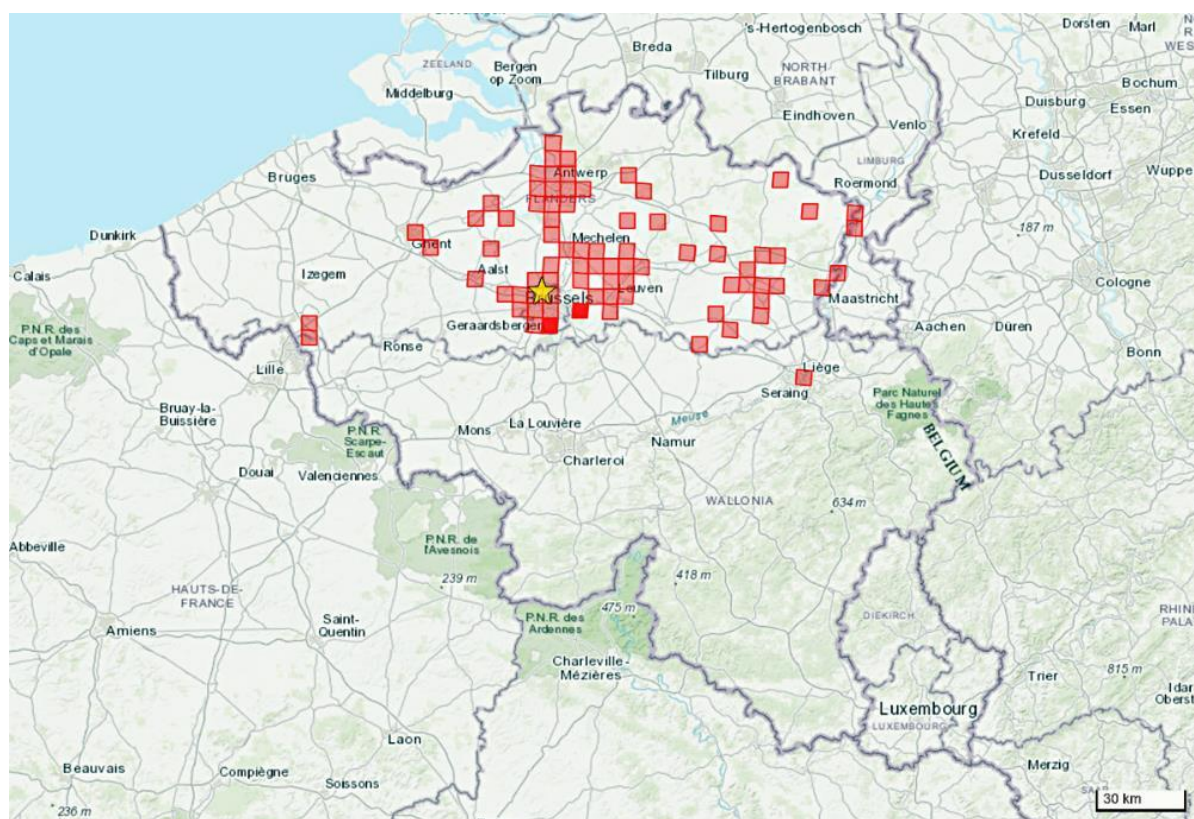 's-Hertogenbosch
Dorsten
Marl
Breda
ZEELAND
Bergen
op Zoom
Tilburg
NORTH
BRABANT
WES
Bochum
Middelburg
Duisburg
Essen
Eindhoven
Venlo
Krefeld
Wuppe
LIMBURG
Dusseldorf
Bruges
Antwerp
Roermond
FLANDERS
187 m
Dunkirk
Ghent
Mechelen
Calais
Izegem
Aalst
Cologne
Brussels
Leuven
Maastricht
P.N.R. des
Caps et Marais
d'Opale
Geraardsbergen
Aachen
Düren
Ronse
Bonn
Lille
Liège
Seraing
Parc Naturel
des Hautes
Fagnes
Bruay-la-
Buissière
Meuse
P.N.R.
Scarpe-
Escaut
Mons
La Louvière
Namur
BELGIUM
Douai
Charleroi
Valenciennes
WALLONIA
634 m
P.N.R. de
l'Avesnois
Abbeville
239 m
418 m
HAUTS-DE-
FRANCE
475 m
DIEKIRCH
RHIN
PALA
Amiens
Saint-
Quentin
P.N.R. des
Ardennes
Charleville-
Mézières
Trier
815 m
Idar
Oberst
Luxembourg
LUXEMBOURG
Laon
Beauvais
Compiègne
Soissons
Merzig
236 m
30 km